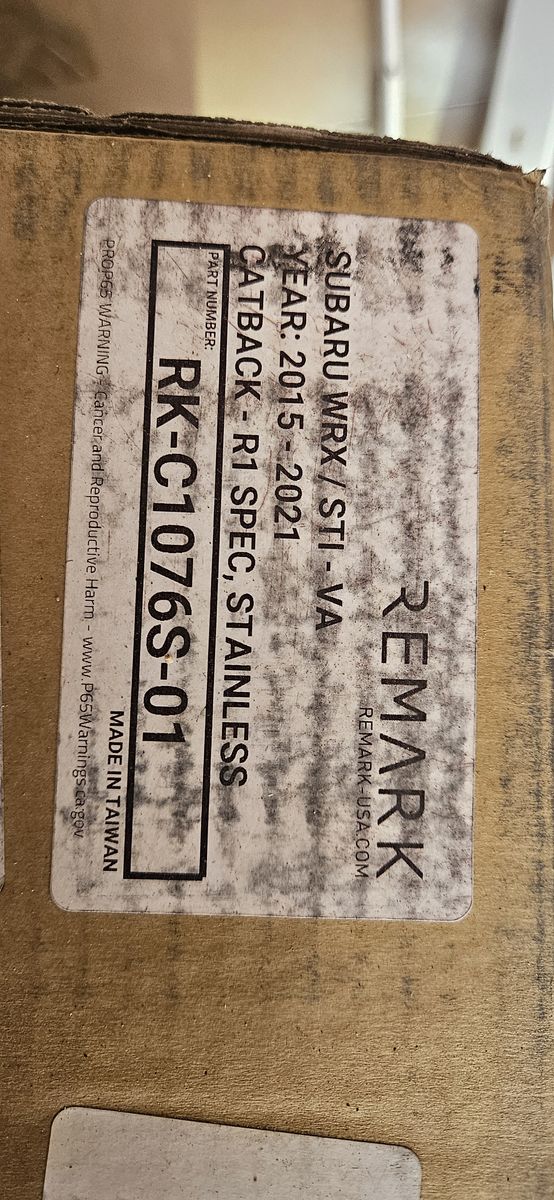 REMARK
REMARK-USA.COM
SUBARU WRX / STI - VA
YEAR: 2015 - 2021
CATBACK - R1 SPEC, STAINLESS
PART NUMBER:
RK-C1076S-01
MADE IN TAIWAN
PROP65 WARNING - Cancer and Reproductive Harm - www.P65Warnings.ca.gov